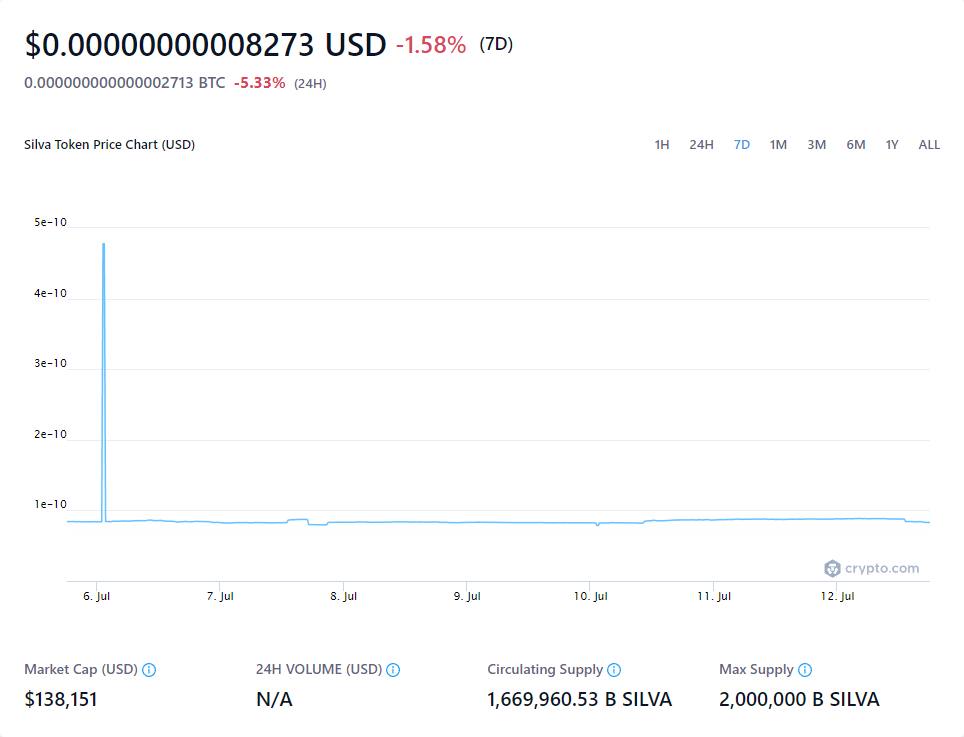 $0.00000000008273 USD -1.58% (7D)
0.000000000000002713 BTC -5.33% (24H)
Silva Token Price Chart (USD) 1H 24H 7D 1M 3M 6M 1Y ALL
5e-10
4e-10
3e-10
2e-10
1e-10
crypto.com
6. Jul 7. Jul 8. Jul 9. Jul 10. Jul 11. Jul 12. Jul
Market Cap (USD) 24H VOLUME (USD) Circulating Supply Max Supply
$138,151 N/A 1,669,960.53 B SILVA 2,000,000 B SILVA